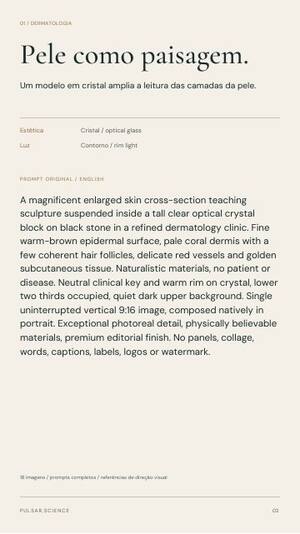 01 / DERMATOLOGIA
Pele como paisagem.
Um modelo em cristal amplia a leitura das camadas da pele.
Estética Cristal / optical glass
Luz Contorno / rim light
PROMPT ORIGINAL / ENGLISH
A magnificent enlarged skin cross-section teaching
sculpture suspended inside a tall clear optical crystal
block on black stone in a refined dermatology clinic. Fine
warm-brown epidermal surface, pale coral dermis with a
few coherent hair follicles, delicate red vessels and golden
subcutaneous tissue. Naturalistic materials, no patient or
disease. Neutral clinical key and warm rim on crystal, lower
two thirds occupied, quiet dark upper background. Single
uninterrupted vertical 9:16 image, composed natively in
portrait. Exceptional photoreal detail, physically believable
materials, premium editorial finish. No panels, collage,
words, captions, labels, logos or watermark.
18 imagens / prompts completos / referências de direção visual
PULSAR.SCIENCE